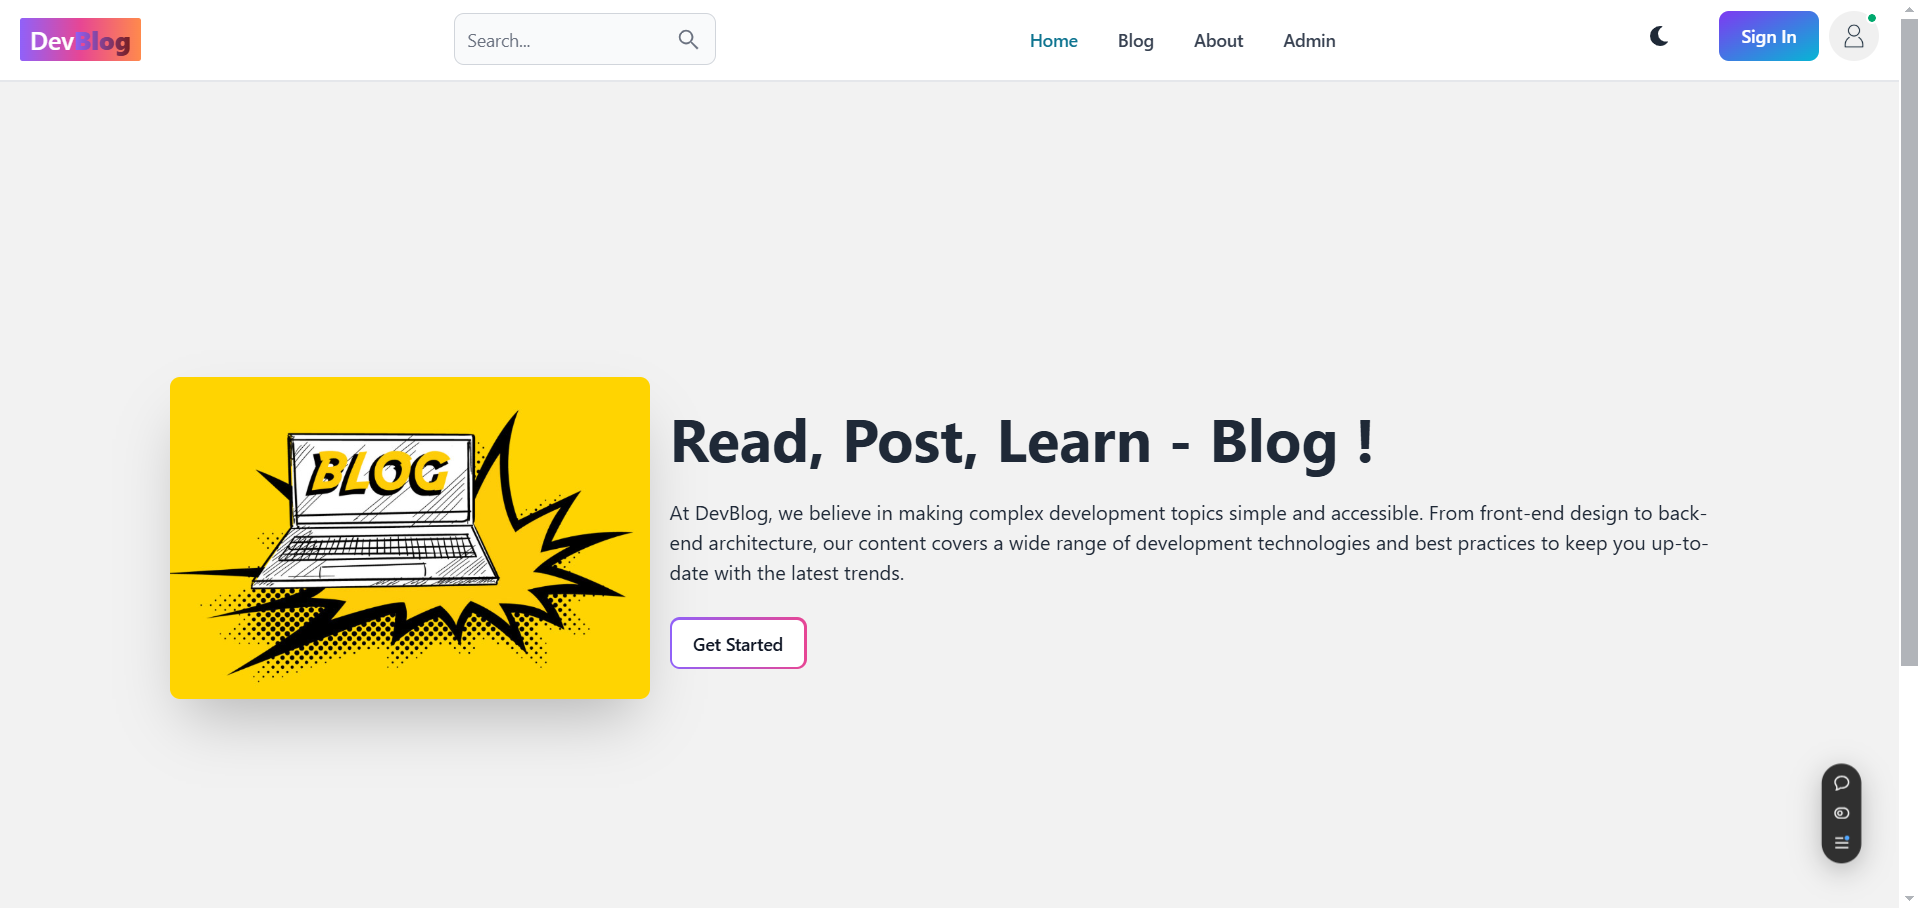 DevBlog
Search...
Home
Blog
About
Admin
Sign In
BLOG
Read, Post, Learn - Blog !
At DevBlog, we believe in making complex development topics simple and accessible. From front-end design to back-
end architecture, our content covers a wide range of development technologies and best practices to keep you up-to-
date with the latest trends.
Get Started